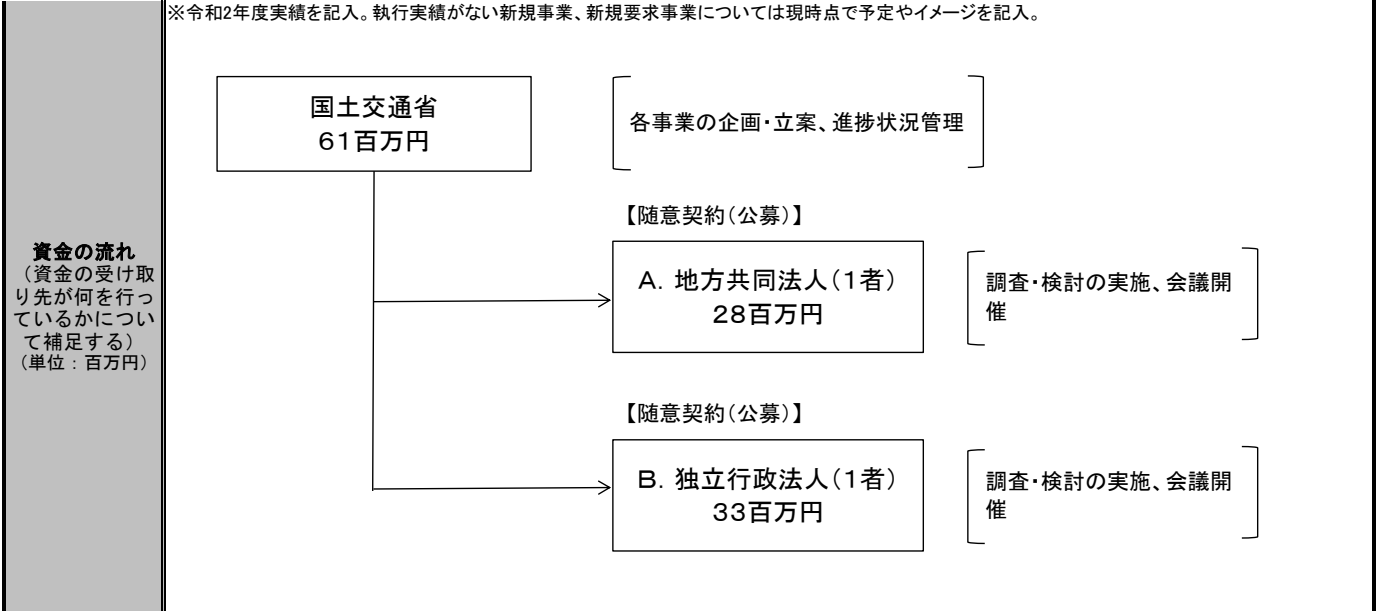 ※令和2年度実績を記入。執行実績がない新規事業、新規要求事業については現時点で予定やイメージを記入。
資金の流れ
(資金の受け取
り先が何を行っ
ているかについ
て補足する)
(単位:百万円)
国土交通省
61百万円
各事業の企画・立案、進捗状況管理
【随意契約(公募)】
A. 地方共同法人(1者)
28百万円
調査・検討の実施、会議開
催
【随意契約(公募)】
B. 独立行政法人(1者)
33百万円
調査・検討の実施、会議開
催